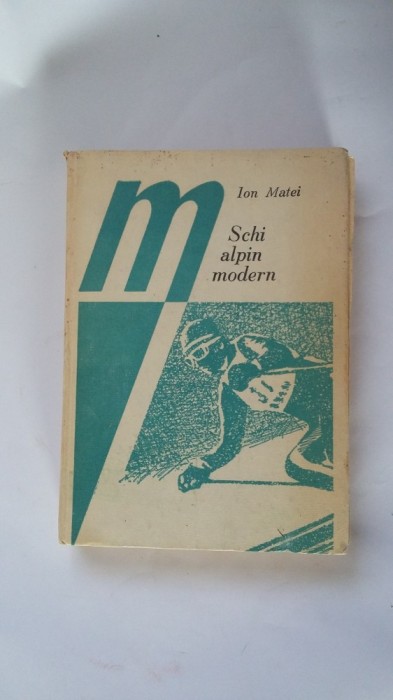 m
Ion Matei
Schi
alpin
modern